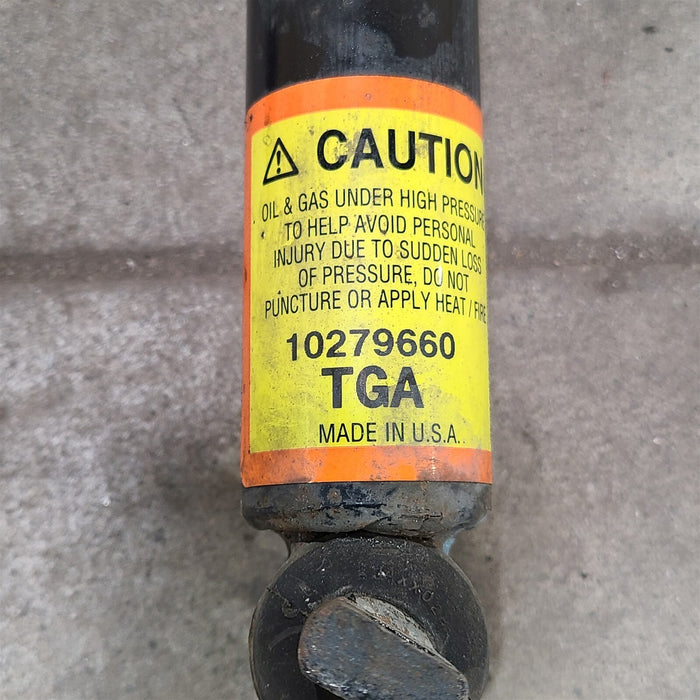 CAUTION
OIL & GAS UNDER HIGH PRESSURE
TO HELP AVOID PERSONAL
INJURY DUE TO SUDDEN LOSS
OF PRESSURE, DO NOT
PUNCTURE OR APPLY HEAT / FIRE
10279660
TGA
MADE IN U.S.A.